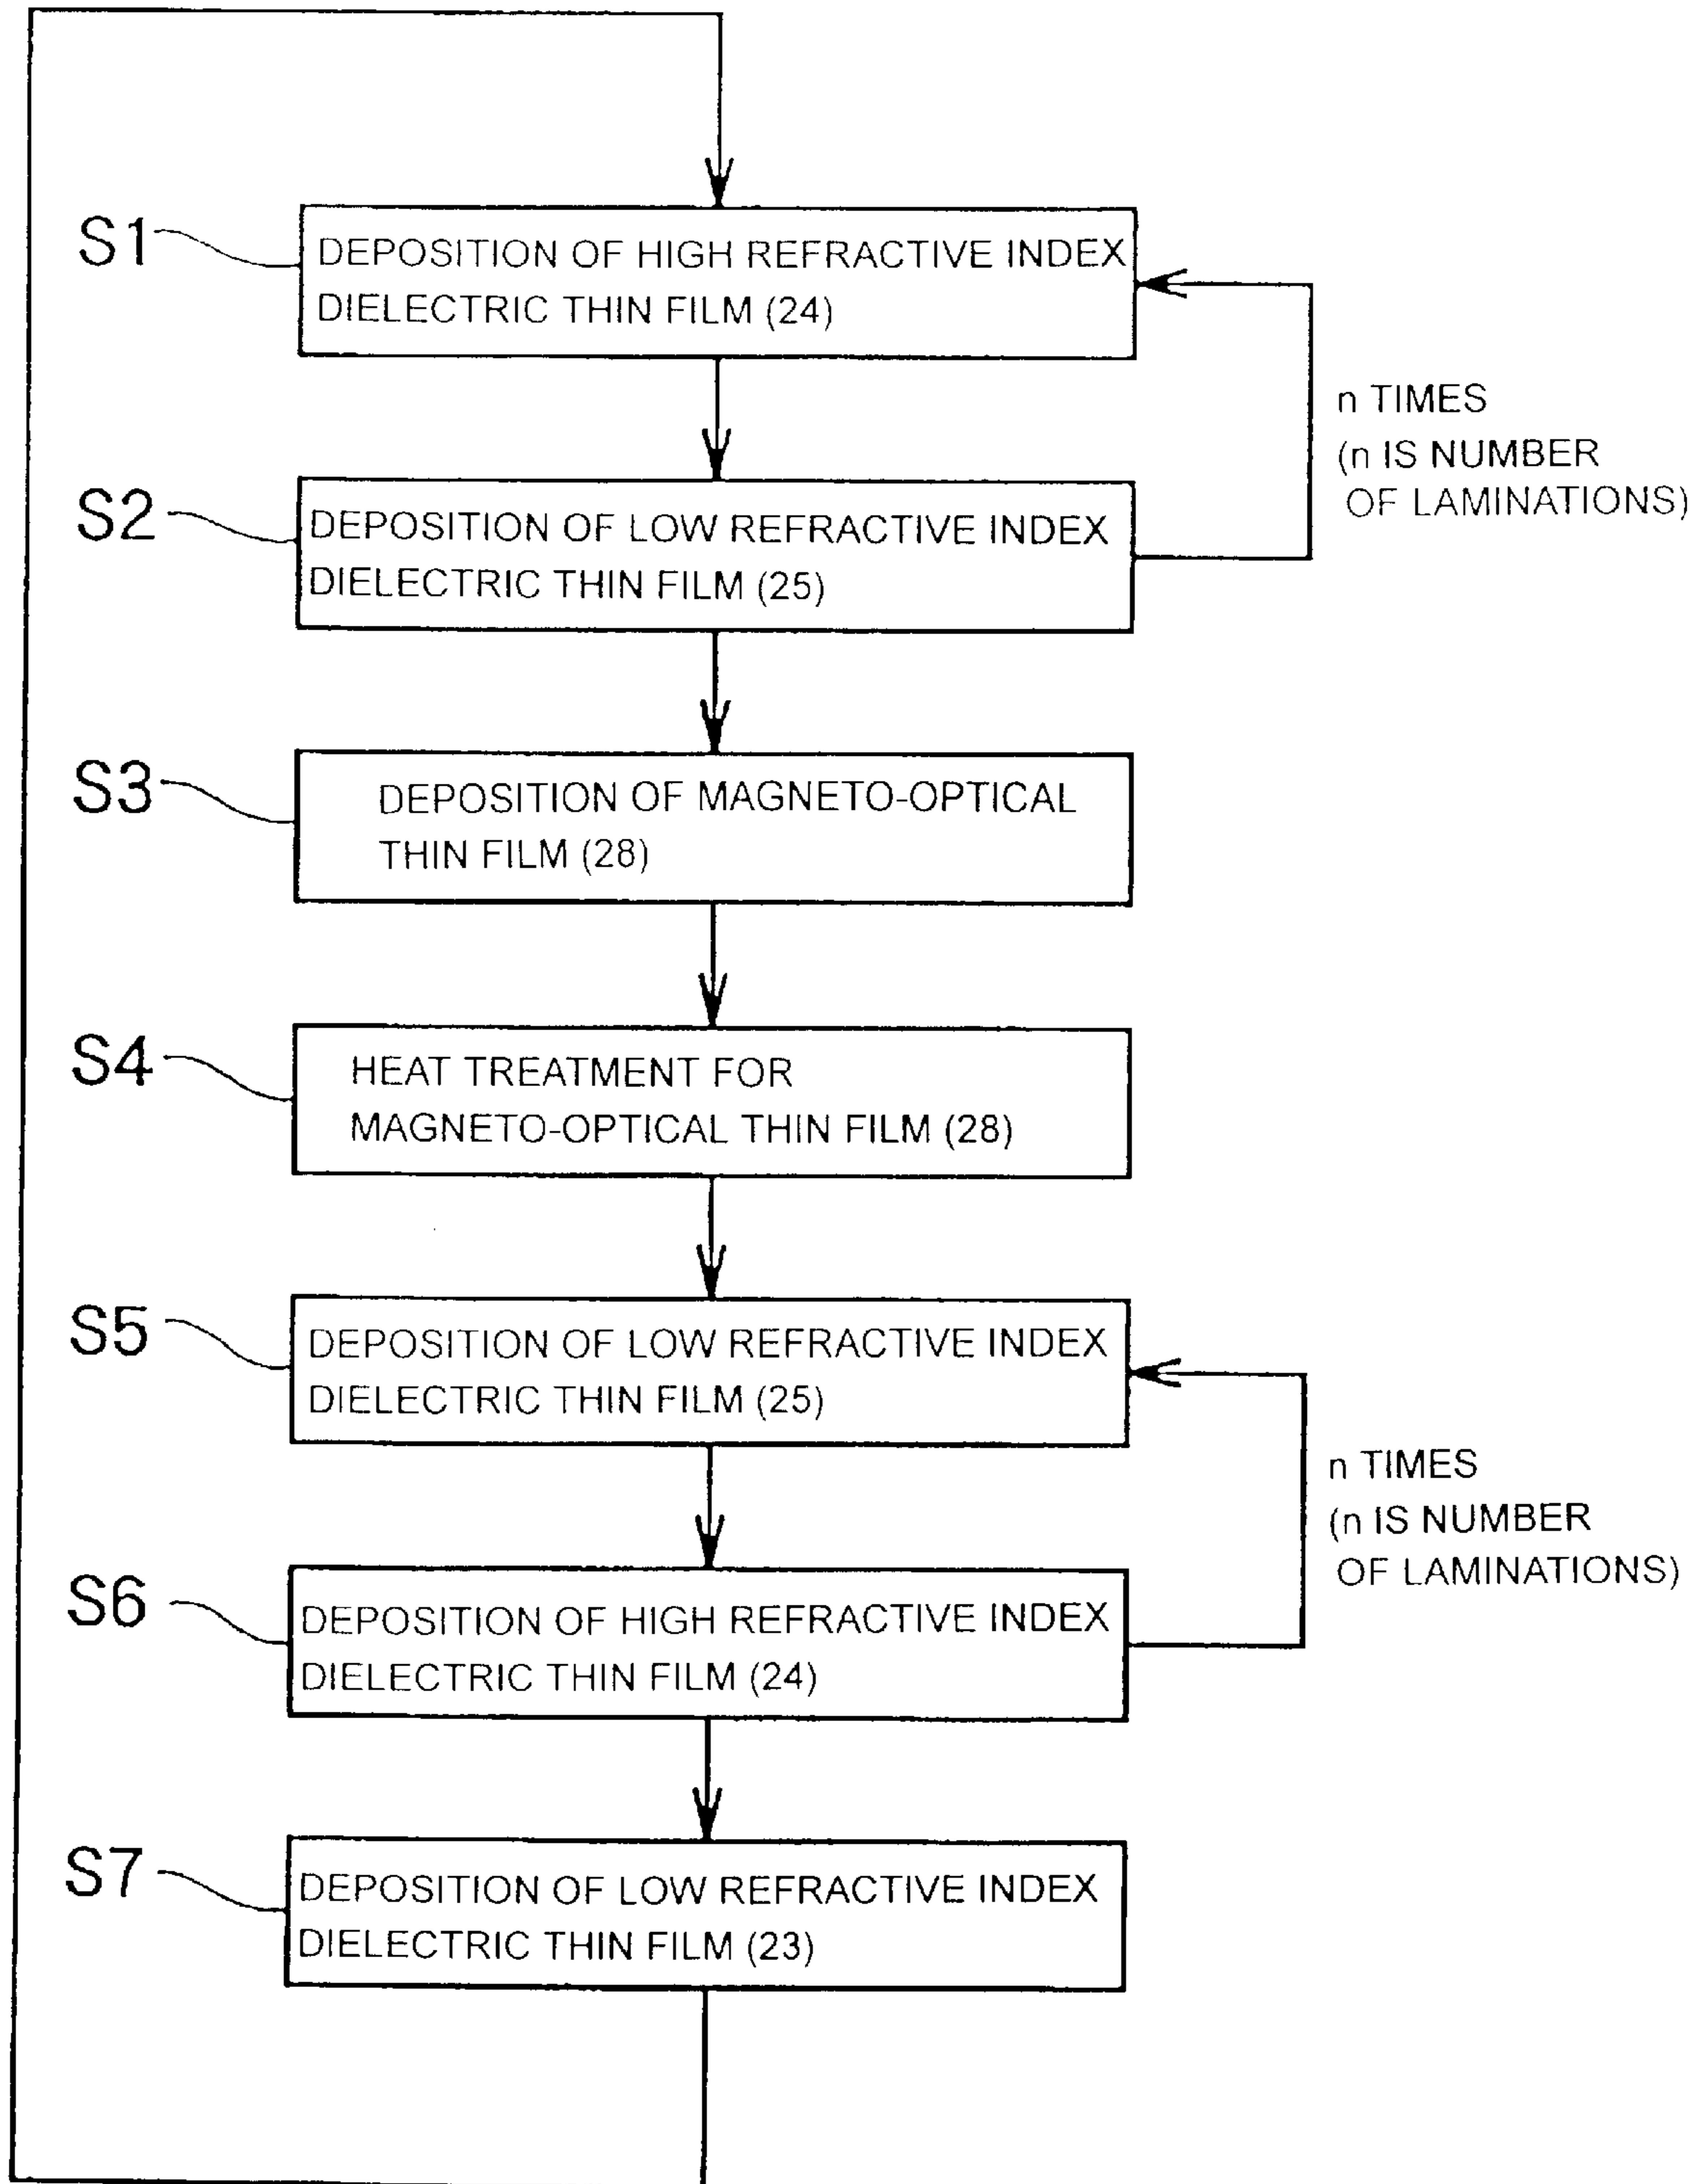 S1
DEPOSITION OF HIGH REFRACTIVE INDEX
DIELECTRIC THIN FILM (24)
n TIMES
(n IS NUMBER
OF LAMINATIONS)
S2
DEPOSITION OF LOW REFRACTIVE INDEX
DIELECTRIC THIN FILM (25)
S3
DEPOSITION OF MAGNETO-OPTICAL
THIN FILM (28)
S4
HEAT TREATMENT FOR
MAGNETO-OPTICAL THIN FILM (28)
S5
DEPOSITION OF LOW REFRACTIVE INDEX
DIELECTRIC THIN FILM (25)
n TIMES
(n IS NUMBER
OF LAMINATIONS)
S6
DEPOSITION OF HIGH REFRACTIVE INDEX
DIELECTRIC THIN FILM (24)
S7
DEPOSITION OF LOW REFRACTIVE INDEX
DIELECTRIC THIN FILM (23)